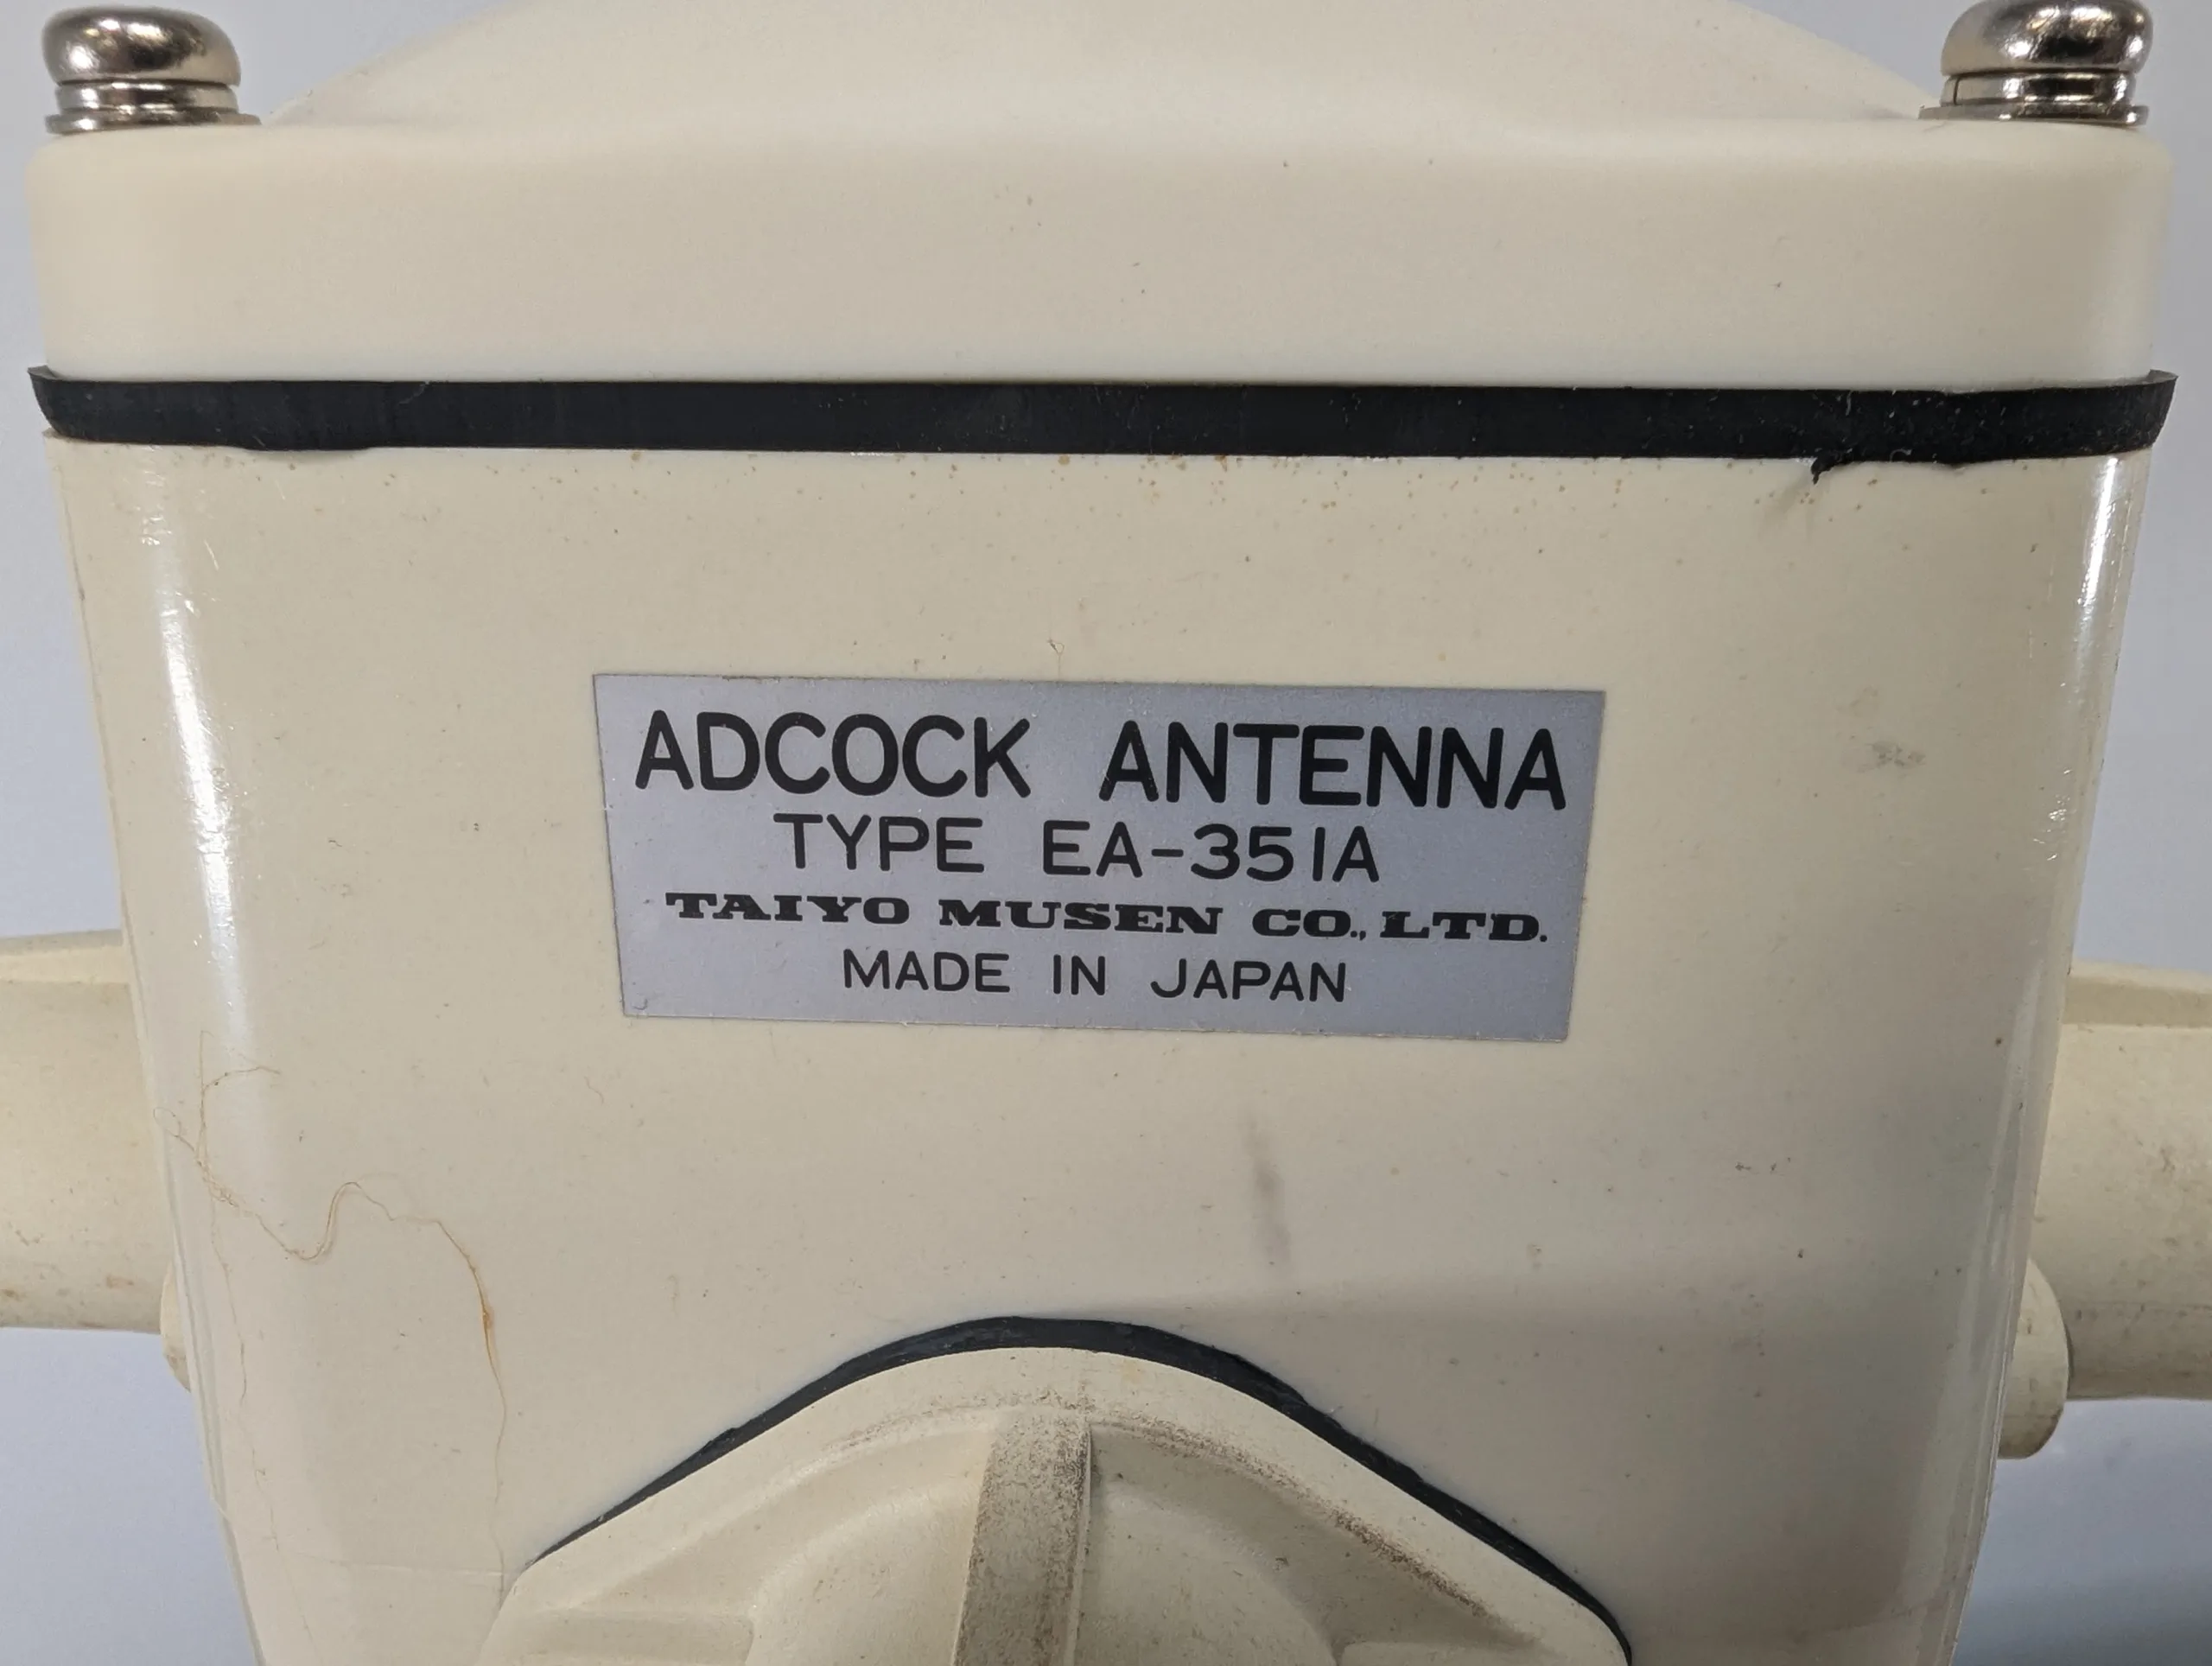 ADCOCK ANTENNA
TYPE EA-351A
TAIYO MUSEN CO., LTD.
MADE IN JAPAN